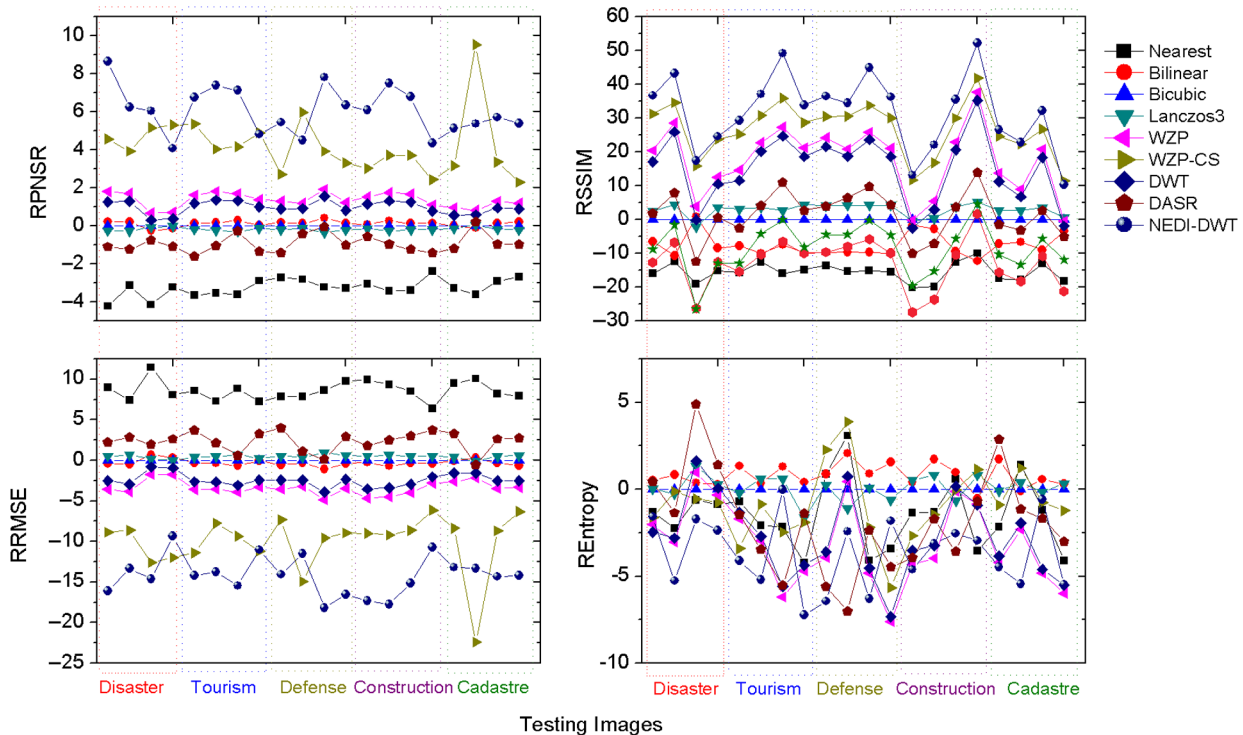 RPNSR
10
8
6
4
2
0
–2
–4
RSSIM
60
50
40
30
20
10
0
–10
–20
–30
Nearest
Bilinear
Bicubic
Lanczos3
WZP
WZP-CS
DWT
DASR
NEDI-DWT
RRMSE
10
5
0
–5
–10
–15
–20
–25
REntropy
5
0
-5
-10
Disaster Tourism Defense Construction Cadastre
Disaster Tourism Defense Construction Cadastre
Testing Images